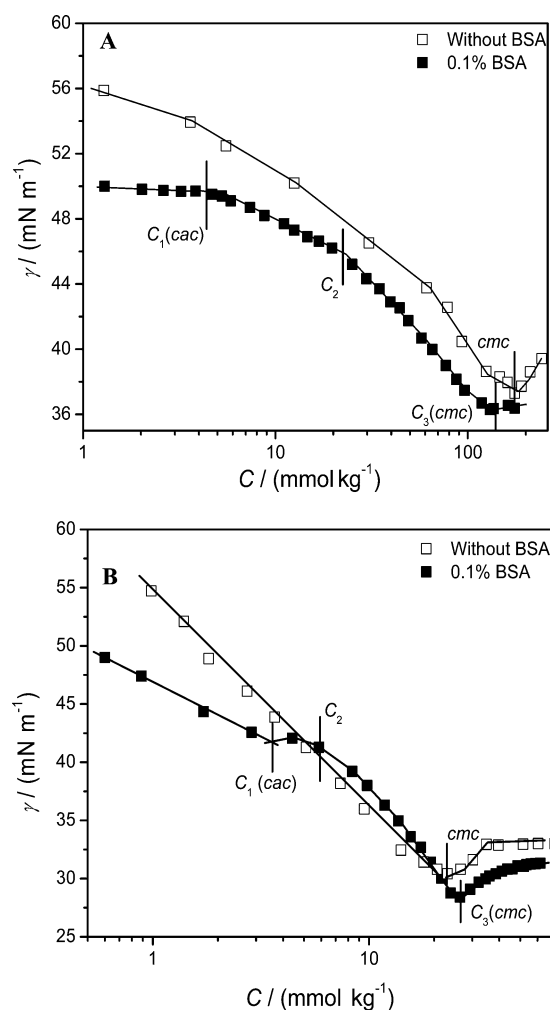 60
A
Without BSA
0.1% BSA
56
52
48
44
40
36
γ / (mN m⁻¹)
C₁(cac)
C₂
cmc
C₃(cmc)
1
10
100
C / (mmol kg⁻¹)
60
B
Without BSA
0.1% BSA
55
50
45
40
35
30
25
γ / (mN m⁻¹)
C₂
C₁ (cac)
cmc
C₃(cmc)
1
10
C / (mmol kg⁻¹)